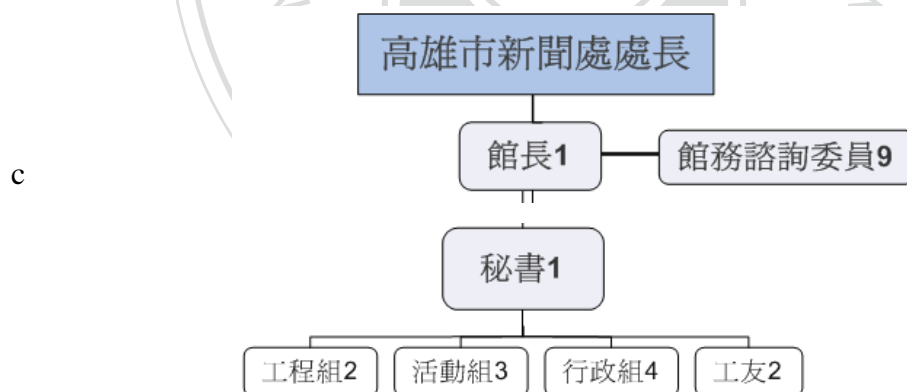 高雄市新聞處處長
館長1
館務諮詢委員9
c
秘書1
工程組2
活動組3
行政組4
工友2